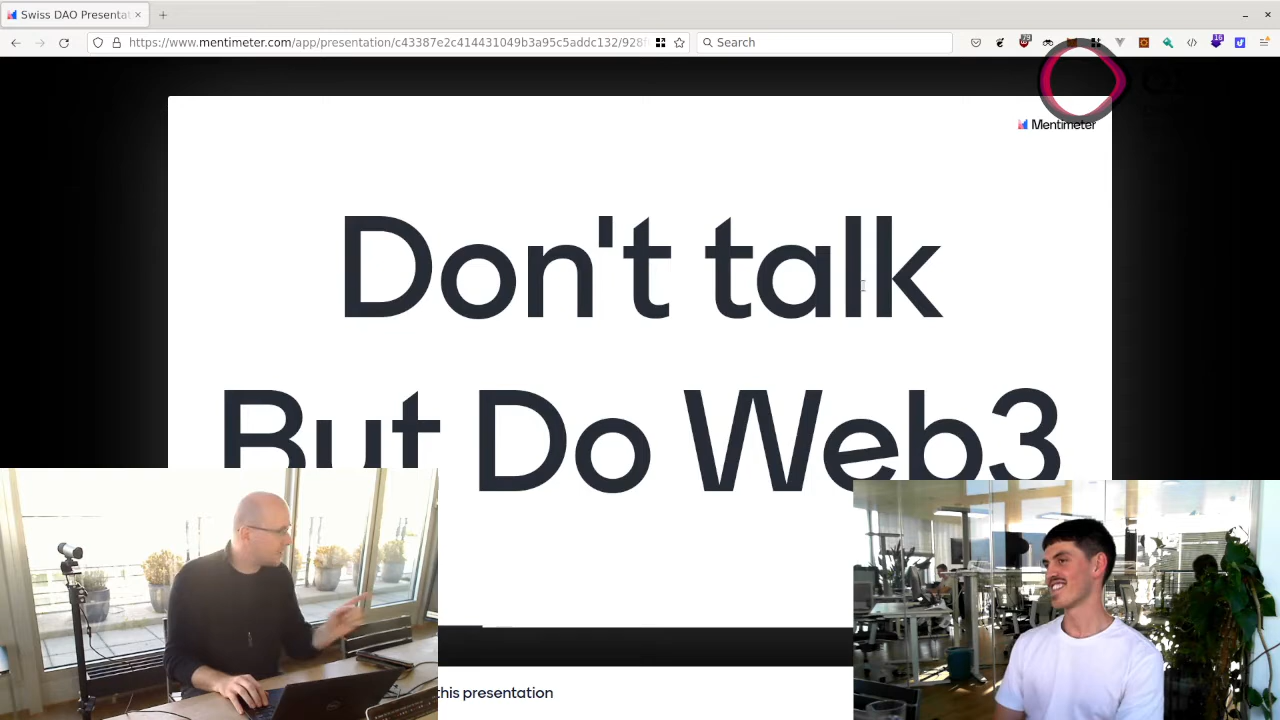 Swiss DAO Presenta
https://www.mentimeter.com/app/presentation/c43387e2c414431049b3a95c5addc132/928f
Search
Mentimeter
Don't talk
But Do Web3
this presentation